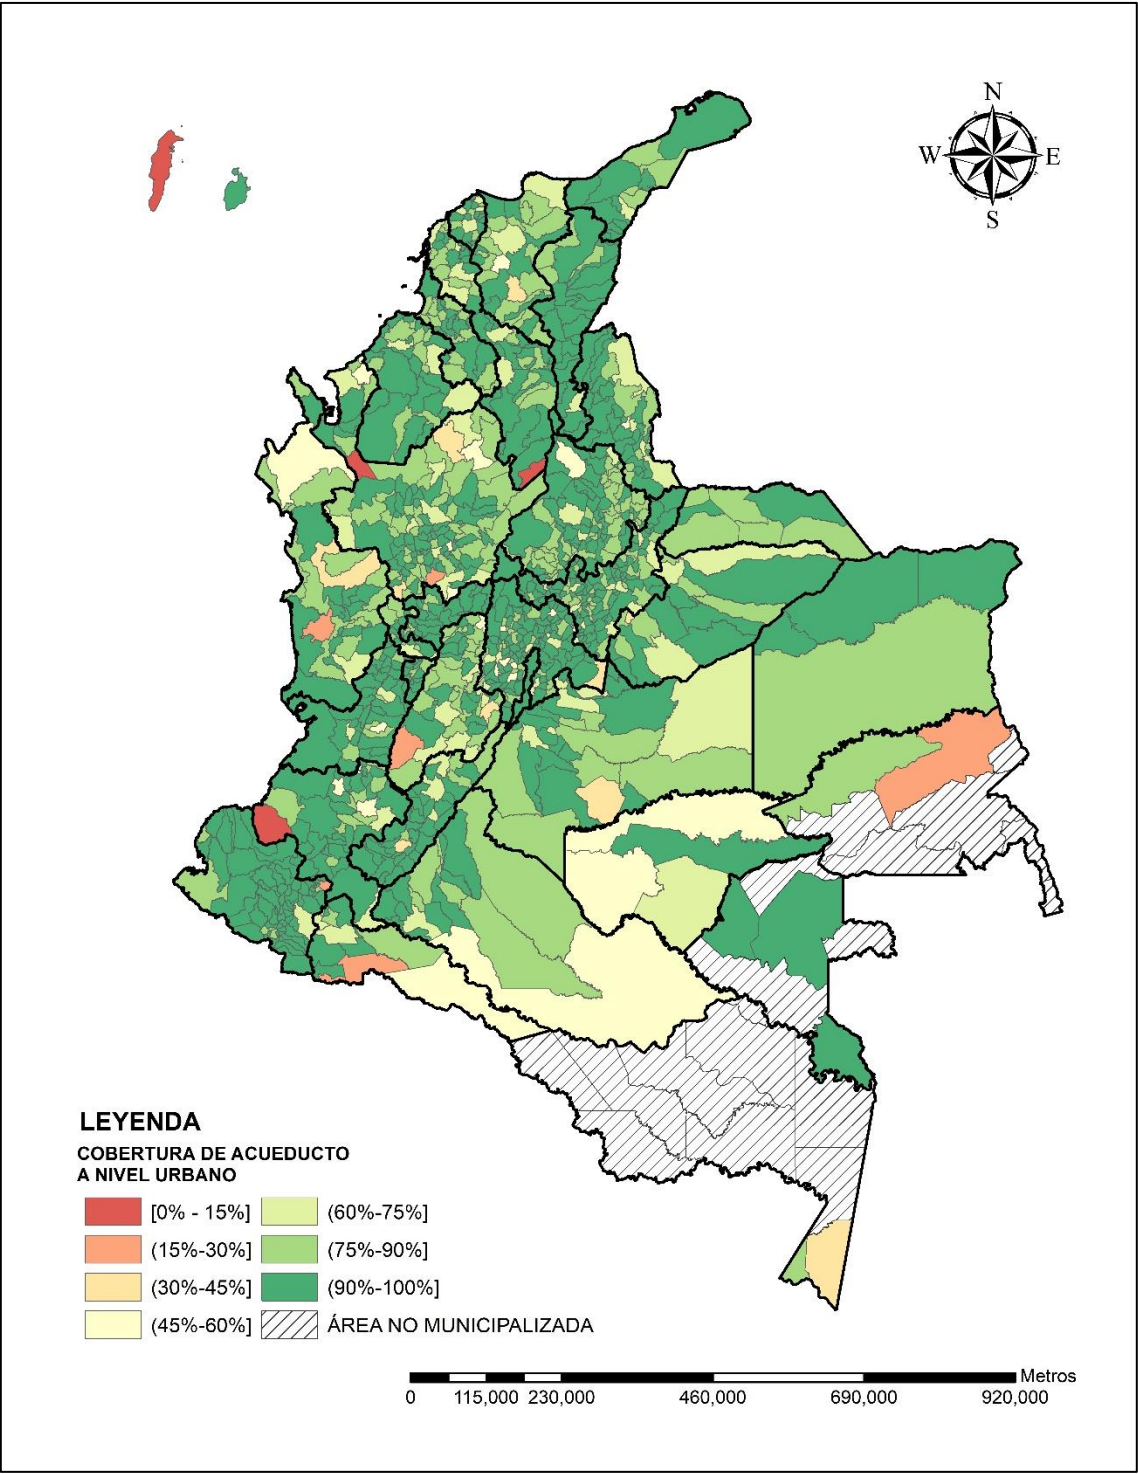 N
W E
S
LEYENDA
COBERTURA DE ACUEDUCTO
A NIVEL URBANO
[0% - 15%] (60%-75%]
(15%-30%] (75%-90%]
(30%-45%] (90%-100%]
(45%-60%] ÁREA NO MUNICIPALIZADA
Metros
0 115,000 230,000 460,000 690,000 920,000